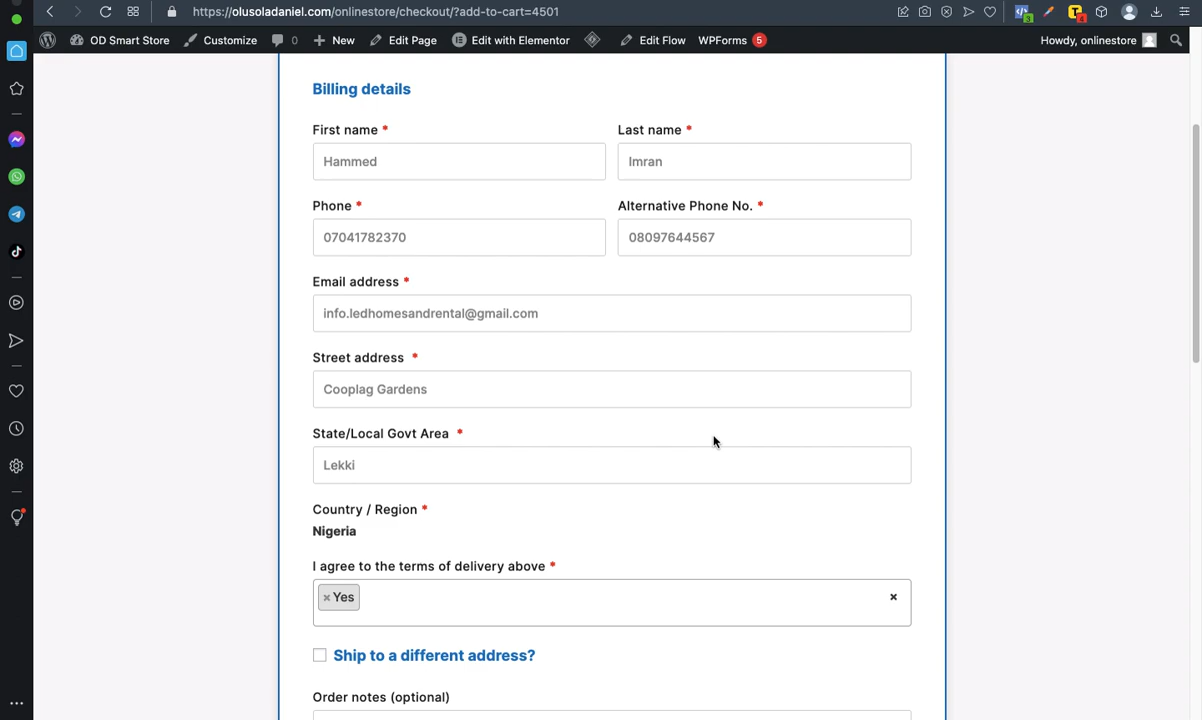 https://olusoladaniel.com/onlinestore/checkout/?add-to-cart=4501
3
4
OD Smart Store Customize 0 New Edit Page Edit with Elementor Edit Flow WPForms 5 Howdy, onlinestore
Billing details
First name * Last name *
Hammed Imran
Phone * Alternative Phone No. *
07041782370 08097644567
Email address *
info.ledhomesandrental@gmail.com
Street address *
Cooplag Gardens
State/Local Govt Area *
Lekki
Country / Region *
Nigeria
I agree to the terms of delivery above *
× Yes ×
Ship to a different address?
Order notes (optional)